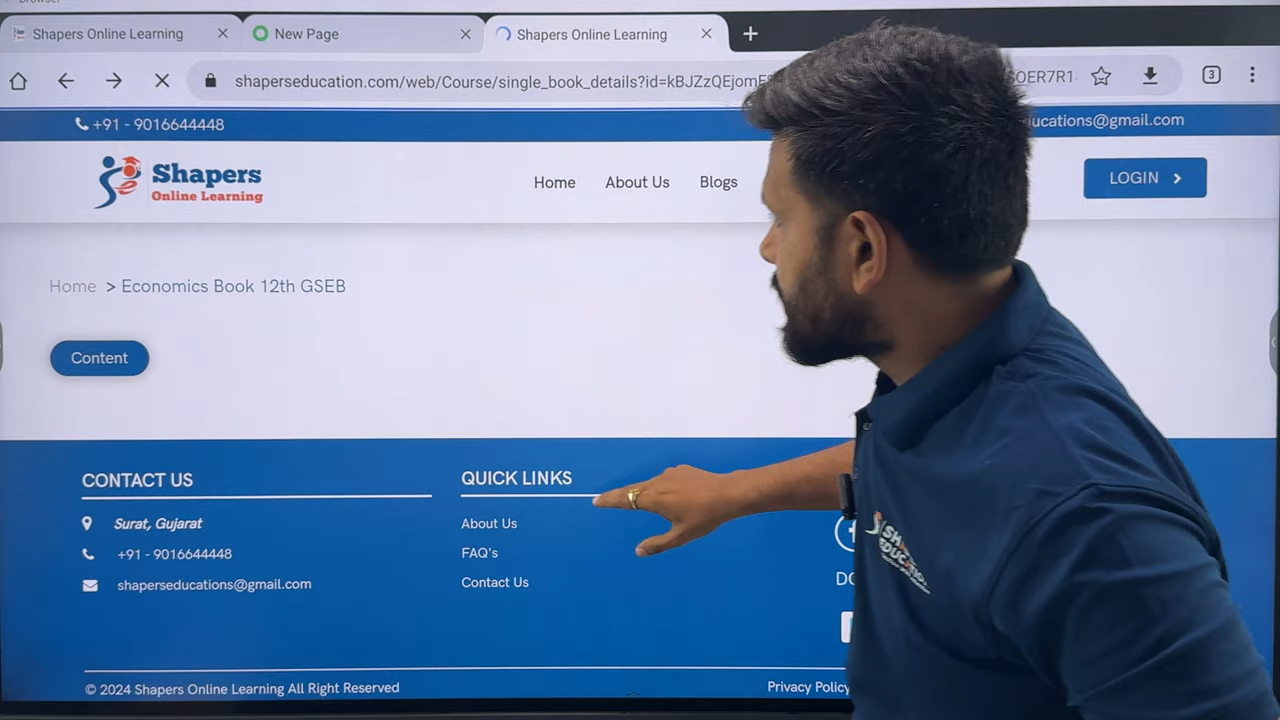 Shapers Online Learning
New Page
Shapers Online Learning
shaperseducation.com/web/Course/single_book_details?id=kBJZzQEjomF
3
+91 - 9016644448
ucations@gmail.com
Shapers
Online Learning
Home
About Us
Blogs
LOGIN
Home > Economics Book 12th GSEB
Content
CONTACT US
Surat, Gujarat
+91 - 9016644448
shaperseducations@gmail.com
QUICK LINKS
About Us
FAQ's
Contact Us
© 2024 Shapers Online Learning All Right Reserved
Privacy Policy